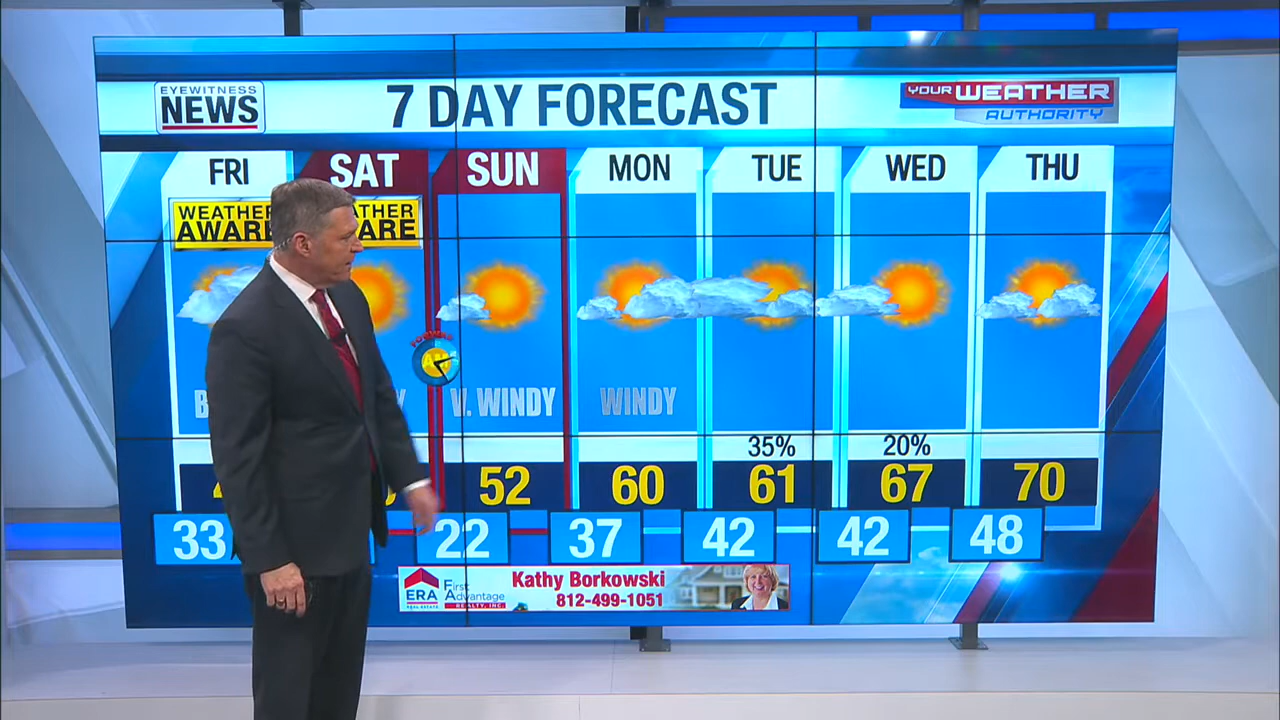 EYEWITNESS
NEWS
7 DAY FORECAST
YOUR WEATHER
AUTHORITY
FRI
SAT
SUN
MON
TUE
WED
THU
WEATHER
AWARE
V. WINDY
WINDY
35%
20%
52
60
61
67
70
33
22
37
42
42
48
ERA
REAL ESTATE
First
Advantage
REALTY, INC.
Kathy Borkowski
812-499-1051